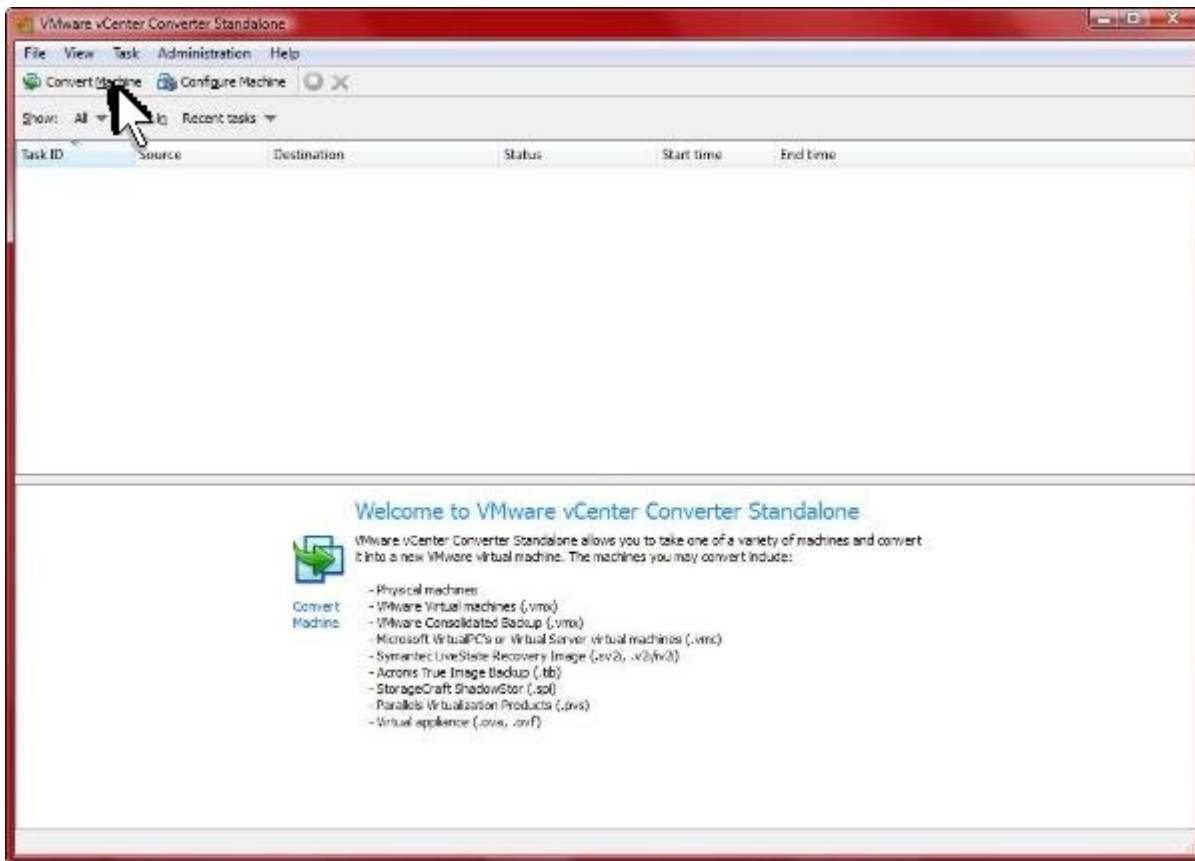 VMware vCenter Converter Standalone
File View Task Administration Help
Convert Machine Configure Machine
Show: All Recent tasks
Task ID Source Destination Status Start time End time
Welcome to VMware vCenter Converter Standalone
VMware vCenter Converter Standalone allows you to take one of a variety of machines and convert
it into a new VMware virtual machine. The machines you may convert include:
- Physical machines
- VMware Virtual machines (.vmx)
- VMware Consolidated Backup (.vmx)
- Microsoft VirtualPC's or Virtual Server virtual machines (.vmc)
- Symantec LiveState Recovery Image (.sv2i, .v2i)
- Acronis True Image Backup (.tib)
- StorageCraft ShadowStor (.spf)
- Parallels Virtualization Products (.pvs)
- Virtual appliance (.ova, .ovf)
Convert
Machine